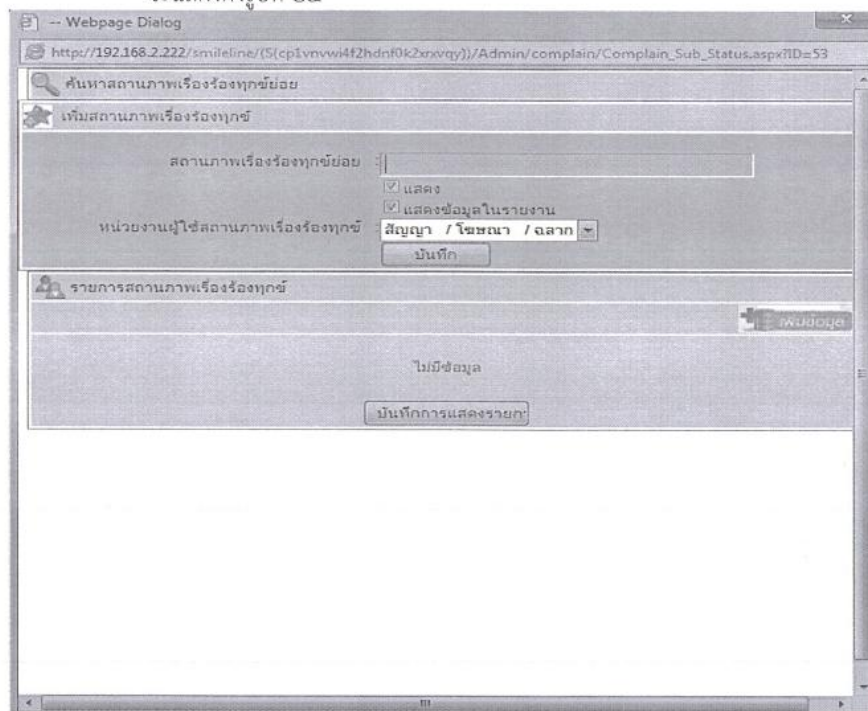 -- Webpage Dialog
http://192.168.2.222/smileline/(S(cp1vnvwi4f2hdnf0k2xrxvqy))/Admin/complain/Complain_Sub_Status.aspx?ID=53
ค้นหาสถานภาพเรื่องร้องทุกข์ย่อย
เพิ่มสถานภาพเรื่องร้องทุกข์
สถานภาพเรื่องร้องทุกข์ย่อย :
แสดง
แสดงข้อมูลในรายงาน
หน่วยงานผู้ใช้สถานภาพเรื่องร้องทุกข์ : สัญญา / โฆษณา / ฉลาก
บันทึก
รายการสถานภาพเรื่องร้องทุกข์
เพิ่มข้อมูล
ไม่มีข้อมูล
บันทึกการแสดงรายก